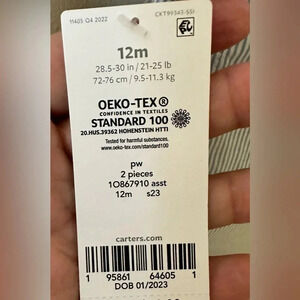 11403 Q4 2022
CKT99343-SSI
12m
28.5-30 in / 21-25 lb
72-76 cm / 9.5-11.3 kg
OEKO-TEX®
CONFIDENCE IN TEXTILES
STANDARD 100
20.HUS.39362 HOHENSTEIN HTTI
Tested for harmful substances.
www.oeko-tex.com/standard100
pw
2 pieces
1O867910 asst
12m s23
carters.com
1 95861 64605 1
DOB 01/2023